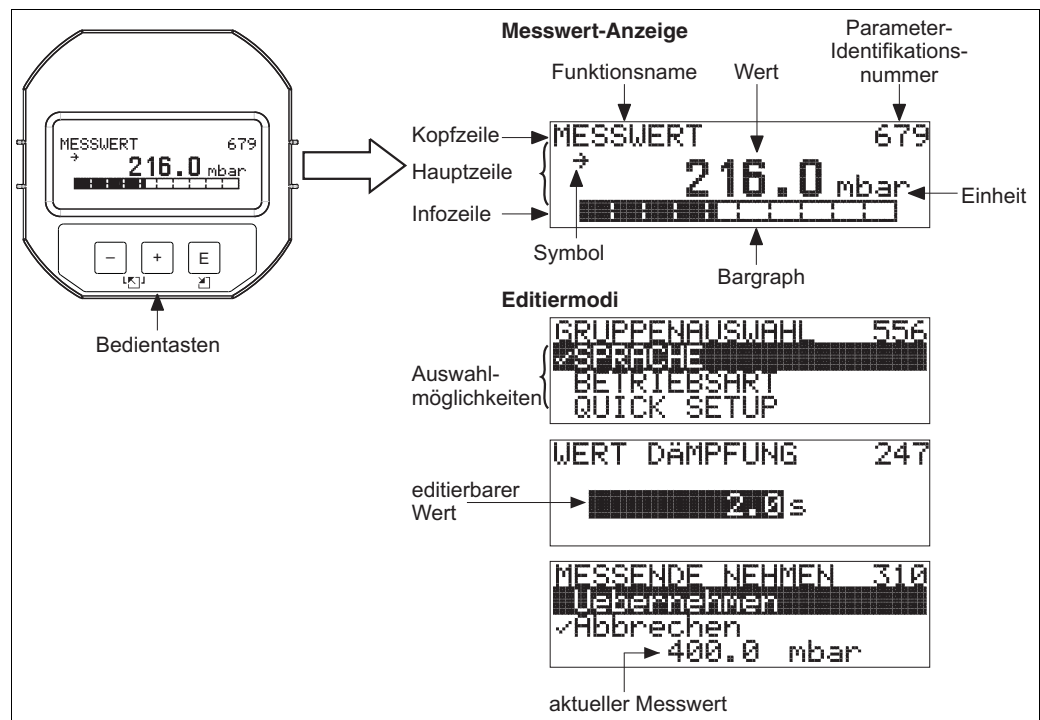 MESSWERT 679
216.0 mbar
– + E
Bedientasten
Messwert-Anzeige
Parameter-
Identifikations-
nummer
Funktionsname Wert
Kopfzeile
Hauptzeile
Infozeile
MESSWERT 679
216.0 mbar
Einheit
Symbol
Bargraph
Editiermodi
GRUPPENAUSWAHL 556
✓SPRACHE
BETRIEBSART
QUICK SETUP
Auswahl-
möglichkeiten
WERT DÄMPFUNG 247
2.0 s
editierbarer
Wert
MESSENDE NEHMEN 310
Uebernehmen
✓Abbrechen
400.0 mbar
aktueller Messwert